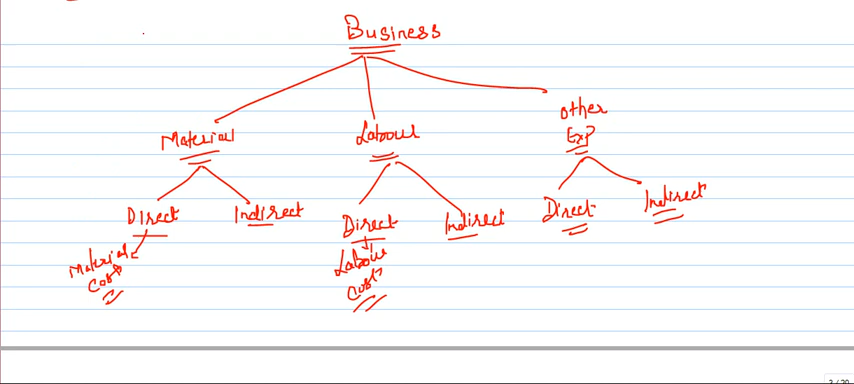 Business
Material
Labour
other
Exp
Direct
Indirect
Direct
Indirect
Direct
Indirect
Material
Cost
Labour
Cost